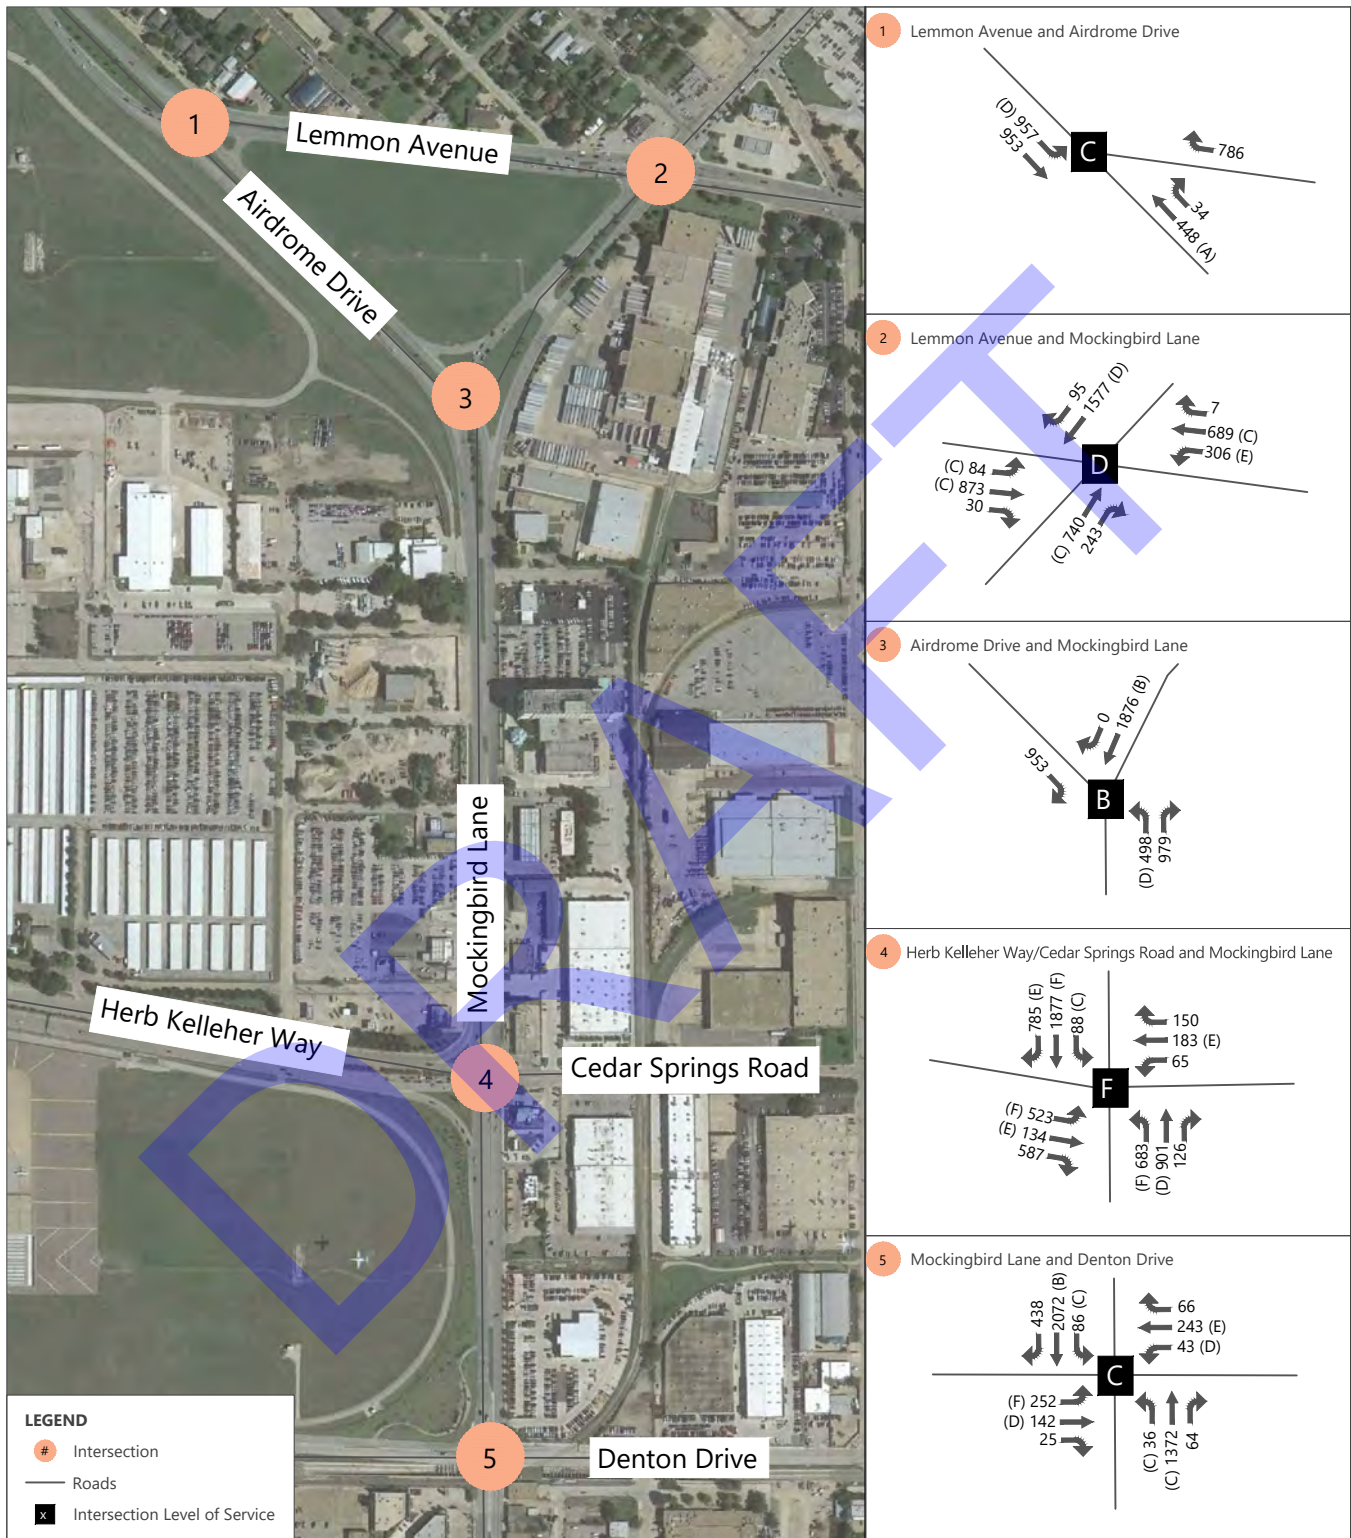 1
Lemmon Avenue
2
Airdrome Drive
3
Mockingbird Lane
Herb Kelleher Way
4
Cedar Springs Road
5
Denton Drive
LEGEND
# Intersection
Roads
x Intersection Level of Service
1 Lemmon Avenue and Airdrome Drive
(D) 957
953
C
786
34
448 (A)
2 Lemmon Avenue and Mockingbird Lane
95
1577 (D)
7
689 (C)
306 (E)
D
(C) 84
(C) 873
30
(C) 740
243
3 Airdrome Drive and Mockingbird Lane
0
1876 (B)
953
B
(D) 498
979
4 Herb Kelleher Way/Cedar Springs Road and Mockingbird Lane
785 (E)
1877 (F)
88 (C)
150
183 (E)
65
F
(F) 523
(E) 134
587
(F) 683
(D) 901
126
5 Mockingbird Lane and Denton Drive
438
2072 (B)
86 (C)
66
243 (E)
43 (D)
C
(F) 252
(D) 142
25
(C) 36
(C) 1372
64
DRAFT